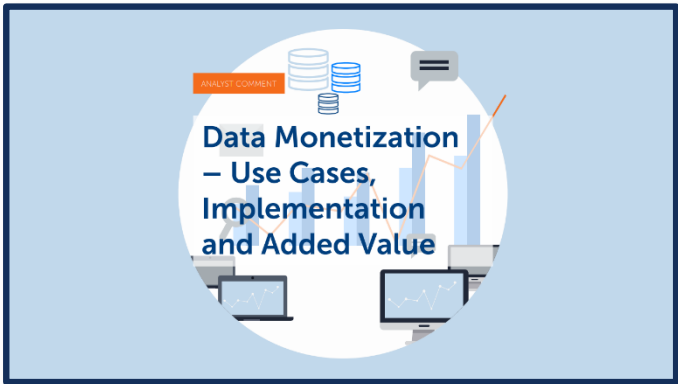 ANALYST COMMENT
Data Monetization
– Use Cases,
Implementation
and Added Value